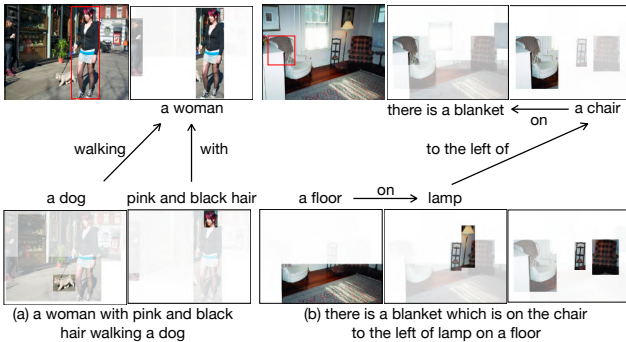 a woman
there is a blanket
on
a chair
walking
with
to the left of
a dog
pink and black hair
a floor
on
lamp
(a) a woman with pink and black
hair walking a dog
(b) there is a blanket which is on the chair
to the left of lamp on a floor